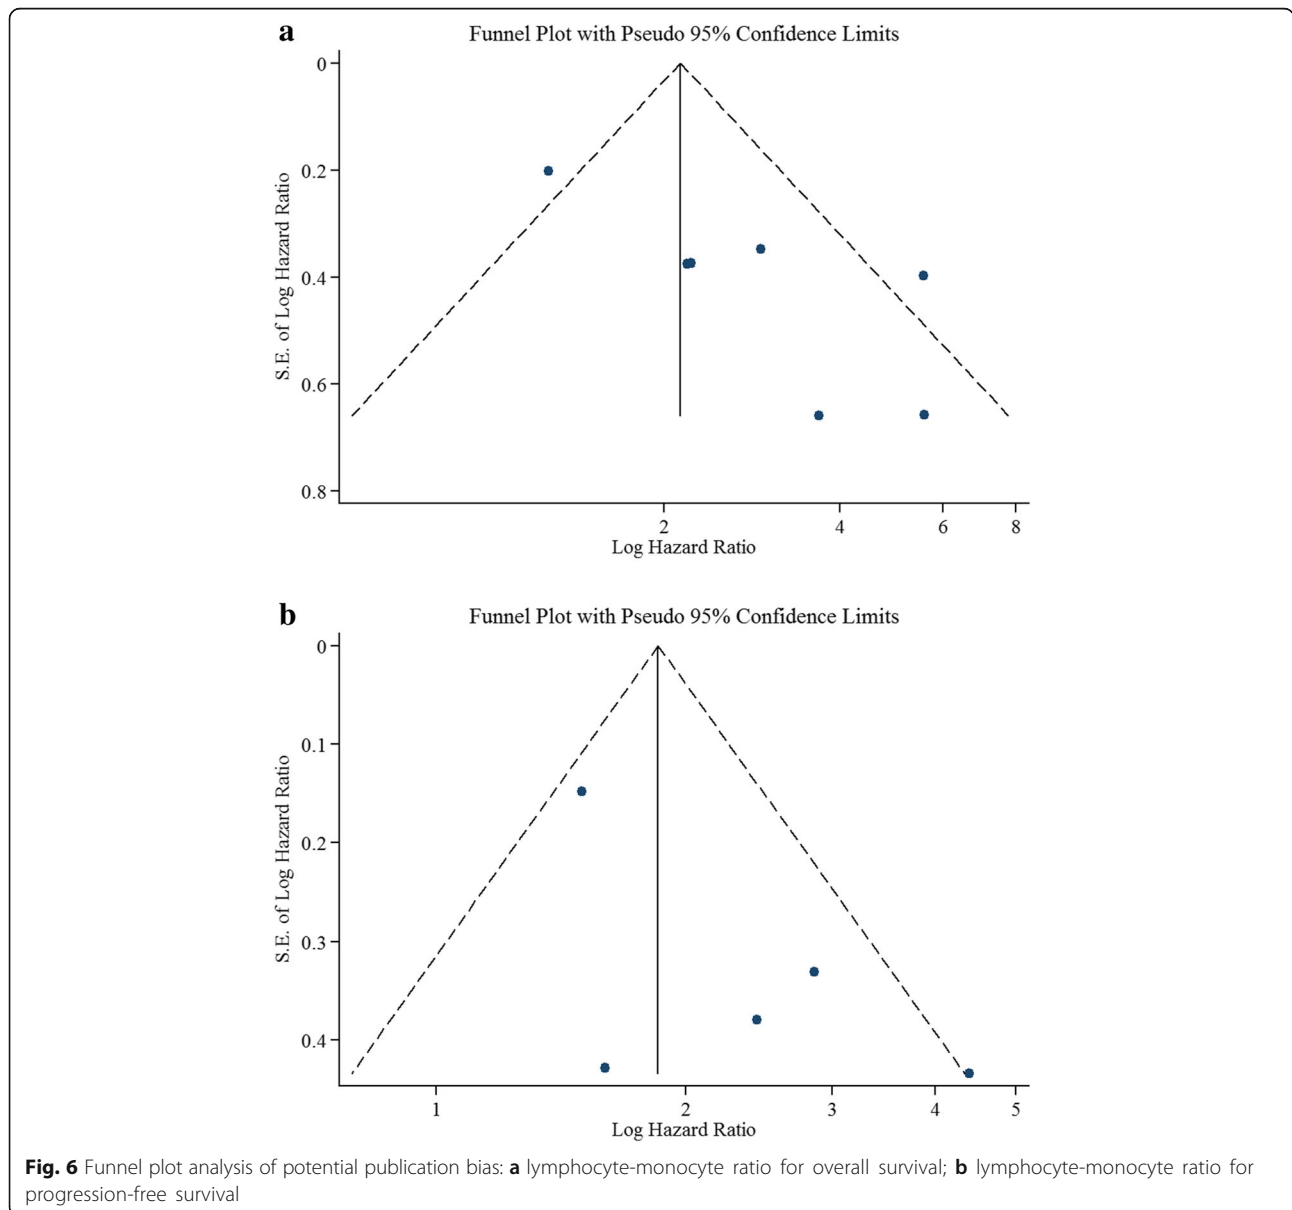 a
Funnel Plot with Pseudo 95% Confidence Limits
0
0.2
0.4
0.6
0.8
S.E. of Log Hazard Ratio
2 4 6 8
Log Hazard Ratio
b
Funnel Plot with Pseudo 95% Confidence Limits
0
0.1
0.2
0.3
0.4
S.E. of Log Hazard Ratio
1 2 3 4 5
Log Hazard Ratio
Fig. 6 Funnel plot analysis of potential publication bias: a lymphocyte-monocyte ratio for overall survival; b lymphocyte-monocyte ratio for
progression-free survival